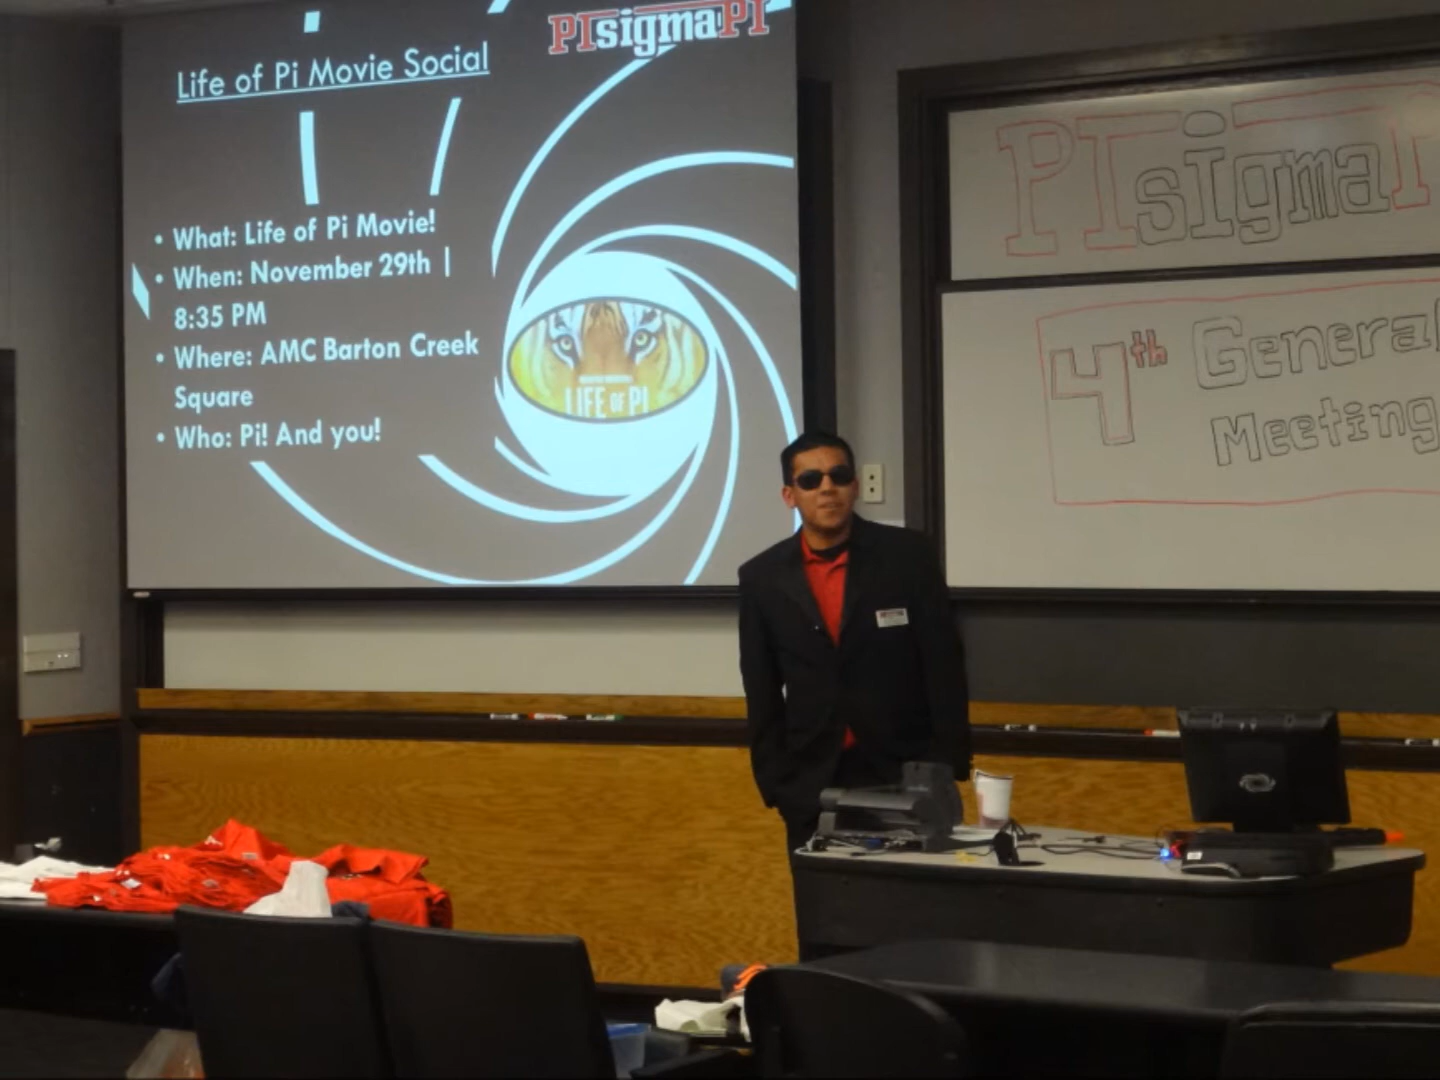 PIsigmaPI
Life of Pi Movie Social
• What: Life of Pi Movie!
• When: November 29th |
8:35 PM
• Where: AMC Barton Creek
Square
• Who: Pi! And you!
LIFE OF PI
PIsigmaPI
4th General
Meeting